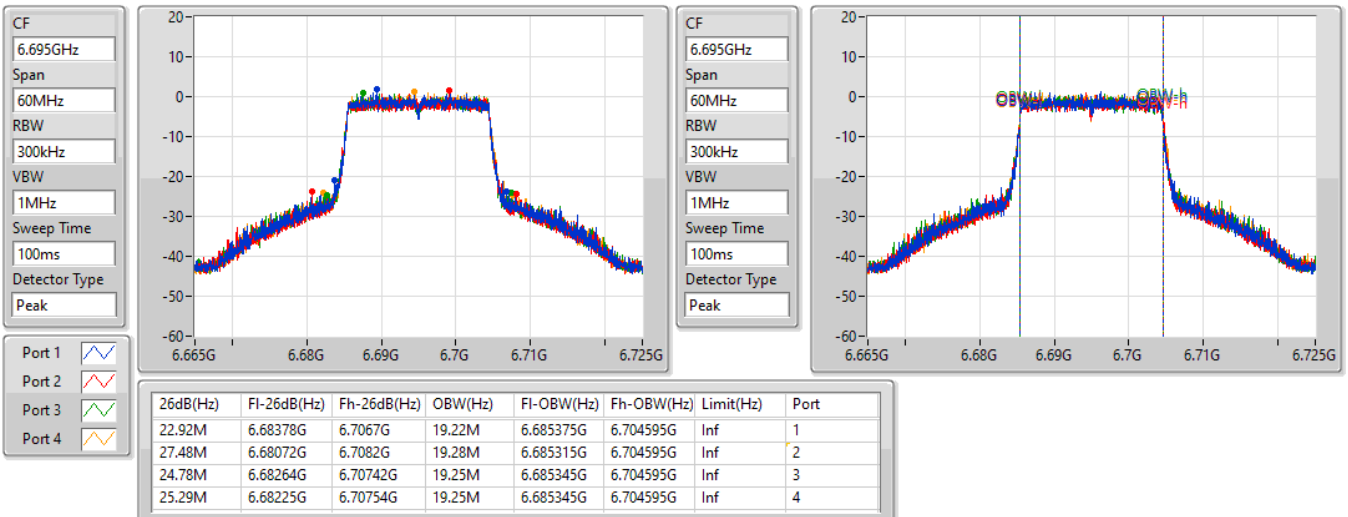 CF
6.695GHz
Span
60MHz
RBW
300kHz
VBW
1MHz
Sweep Time
100ms
Detector Type
Peak
20
10
0
-10
-20
-30
-40
-50
-60
6.665G 6.68G 6.69G 6.7G 6.71G 6.725G
CF
6.695GHz
Span
60MHz
RBW
300kHz
VBW
1MHz
Sweep Time
100ms
Detector Type
Peak
20
10
0
-10
-20
-30
-40
-50
-60
OBW-h
6.665G 6.68G 6.69G 6.7G 6.71G 6.725G
Port 1
Port 2
Port 3
Port 4
26dB(Hz) Fl-26dB(Hz) Fh-26dB(Hz) OBW(Hz) Fl-OBW(Hz) Fh-OBW(Hz) Limit(Hz) Port
22.92M 6.68378G 6.7067G 19.22M 6.685375G 6.704595G Inf 1
27.48M 6.68072G 6.7082G 19.28M 6.685315G 6.704595G Inf 2
24.78M 6.68264G 6.70742G 19.25M 6.685345G 6.704595G Inf 3
25.29M 6.68225G 6.70754G 19.25M 6.685345G 6.704595G Inf 4